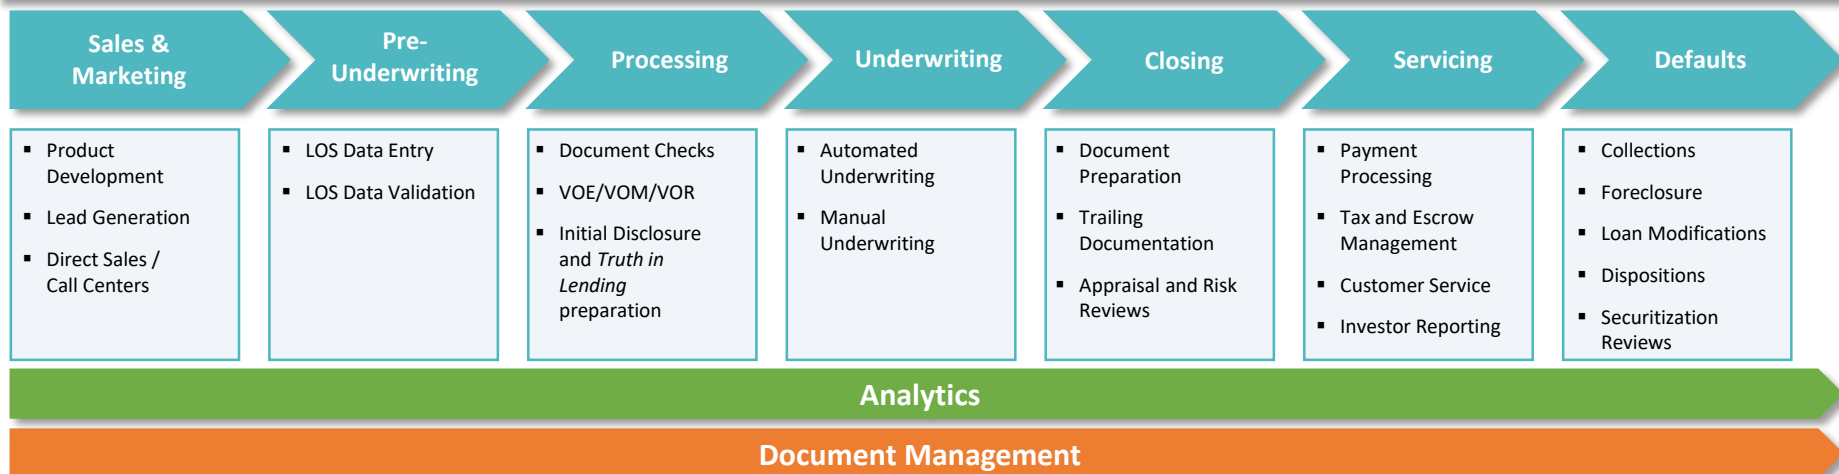 Sales &
Marketing
Pre-
Underwriting
Processing
Underwriting
Closing
Servicing
Defaults
▪ Product
Development
▪ Lead Generation
▪ Direct Sales /
Call Centers
▪ LOS Data Entry
▪ LOS Data Validation
▪ Document Checks
▪ VOE/VOM/VOR
▪ Initial Disclosure
and Truth in
Lending
preparation
▪ Automated
Underwriting
▪ Manual
Underwriting
▪ Document
Preparation
▪ Trailing
Documentation
▪ Appraisal and Risk
Reviews
▪ Payment
Processing
▪ Tax and Escrow
Management
▪ Customer Service
▪ Investor Reporting
▪ Collections
▪ Foreclosure
▪ Loan Modifications
▪ Dispositions
▪ Securitization
Reviews
Analytics
Document Management